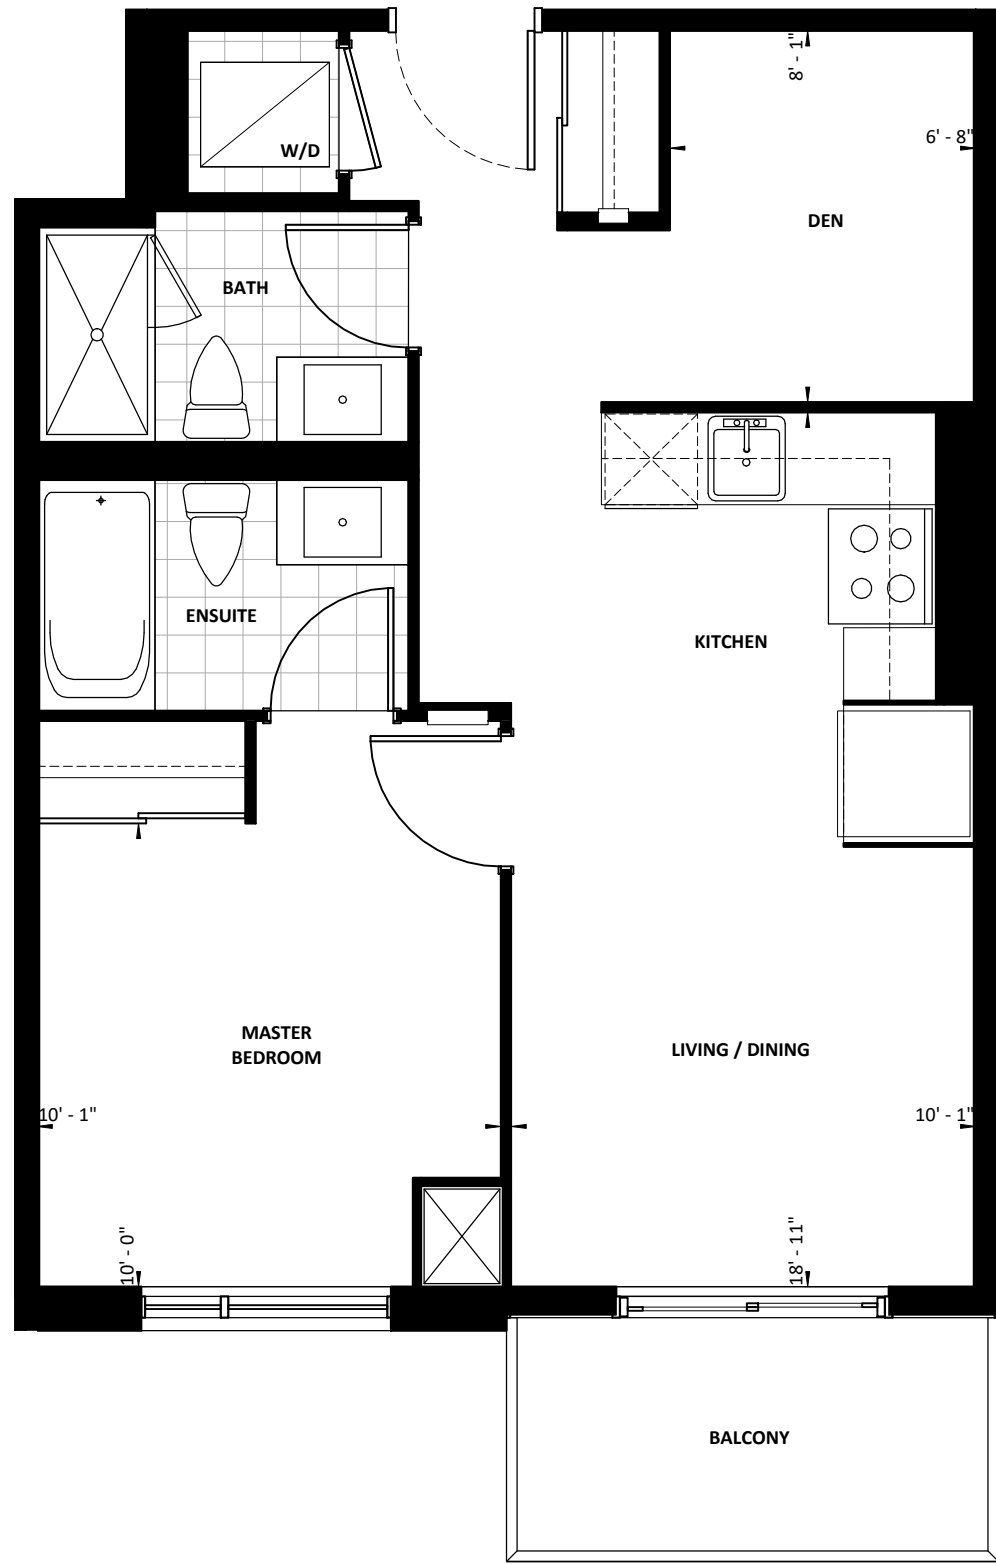 8' - 1"
W/D
6' - 8"
DEN
BATH
ENSUITE
KITCHEN
MASTER
BEDROOM
LIVING / DINING
10' - 1"
10' - 1"
10' - 0"
18' - 11"
BALCONY